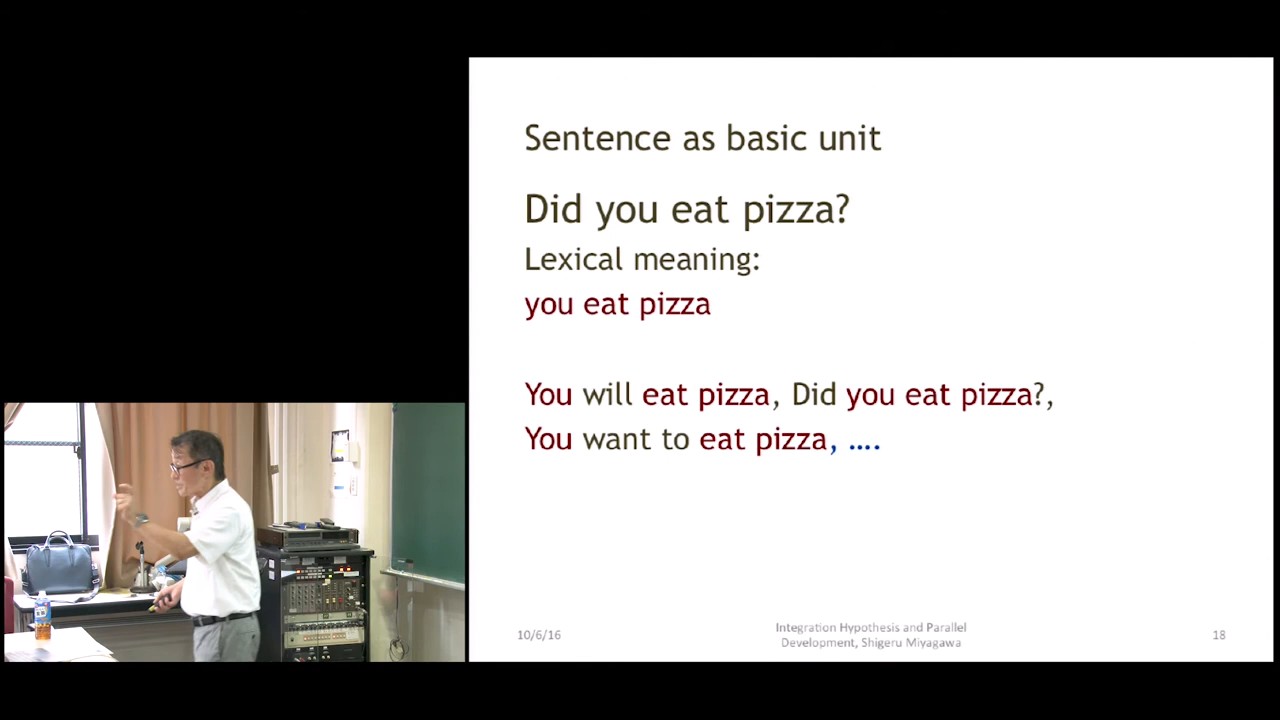 Sentence as basic unit
Did you eat pizza?
Lexical meaning:
you eat pizza
You will eat pizza, Did you eat pizza?,
You want to eat pizza, ....
10/6/16
Integration Hypothesis and Parallel
Development, Shigeru Miyagawa
18